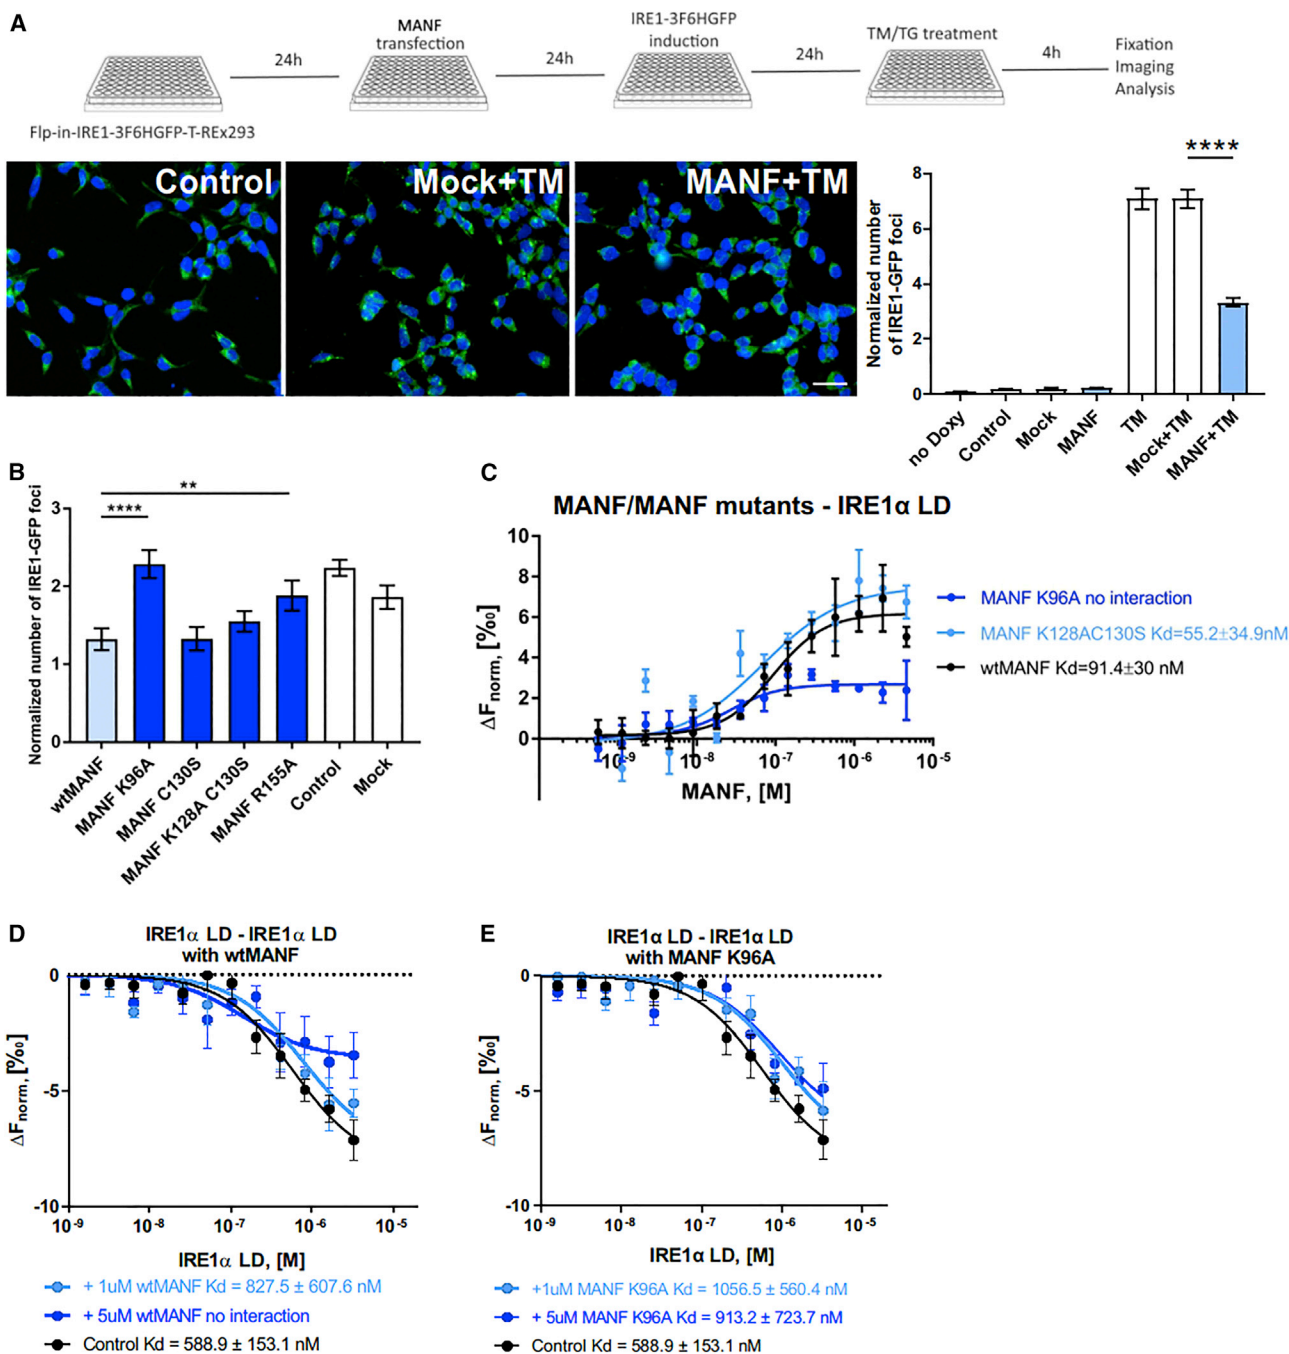 A
MANF
transfection
IRE1-3F6HGFP
induction
TM/TG treatment
24h
24h
24h
4h
Fixation
Imaging
Analysis
Flp-in-IRE1-3F6HGFP-T-REx293
Control
Mock+TM
MANF+TM
****
Normalized number
of IRE1-GFP foci
8
6
4
2
0
no Doxy
Control
Mock
MANF
TM
Mock+TM
MANF+TM
B
**
****
Normalized number of IRE1-GFP foci
3
2
1
0
wtMANF
MANF K96A
MANF C130S
MANF K128A C130S
MANF R155A
Control
Mock
C
MANF/MANF mutants - IRE1α LD
ΔFnorm, [‰]
10
8
6
4
2
0
10-9
10-8
10-7
10-6
10-5
MANF, [M]
MANF K96A no interaction
MANF K128AC130S Kd=55.2±34.9nM
wtMANF Kd=91.4±30 nM
D
IRE1α LD - IRE1α LD
with wtMANF
ΔFnorm, [‰]
0
-5
-10
10-9
10-8
10-7
10-6
10-5
IRE1α LD, [M]
+ 1uM wtMANF Kd = 827.5 ± 607.6 nM
+ 5uM wtMANF no interaction
Control Kd = 588.9 ± 153.1 nM
E
IRE1α LD - IRE1α LD
with MANF K96A
ΔFnorm, [‰]
0
-5
-10
10-9
10-8
10-7
10-6
10-5
IRE1α LD, [M]
+1uM MANF K96A Kd = 1056.5 ± 560.4 nM
+ 5uM MANF K96A Kd = 913.2 ± 723.7 nM
Control Kd = 588.9 ± 153.1 nM